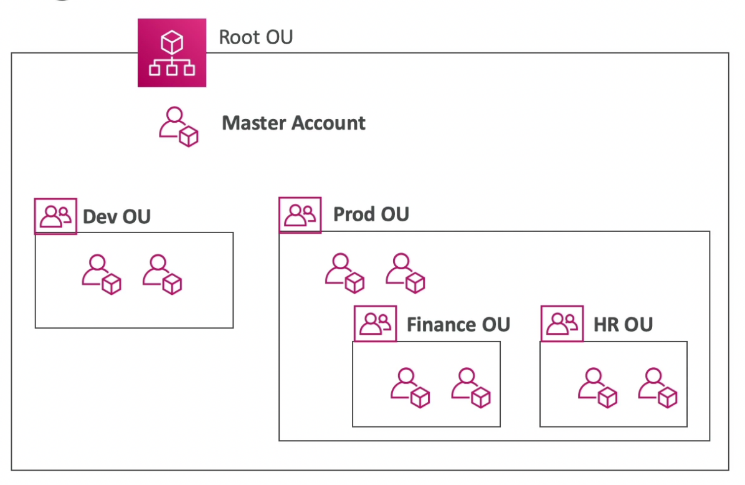 Root OU
Master Account
Dev OU
Prod OU
Finance OU
HR OU